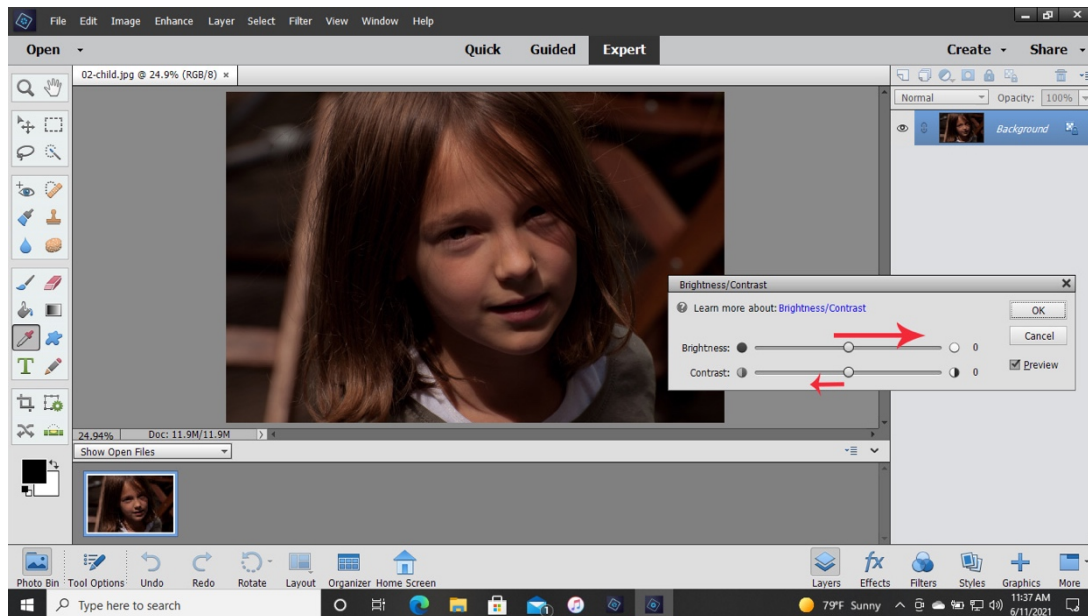 File Edit Image Enhance Layer Select Filter View Window Help
Open Quick Guided Expert Create Share
02-child.jpg @ 24.9% (RGB/8) ×
Normal Opacity: 100%
Background
Brightness/Contrast
Learn more about: Brightness/Contrast
OK
Cancel
Brightness: 0
Preview
Contrast: 0
24.94% Doc: 11.9M/11.9M
Show Open Files
T
Photo Bin Tool Options Undo Redo Rotate Layout Organizer Home Screen Layers Effects Filters Styles Graphics More
fx
Type here to search
79°F Sunny
11:37 AM
6/11/2021